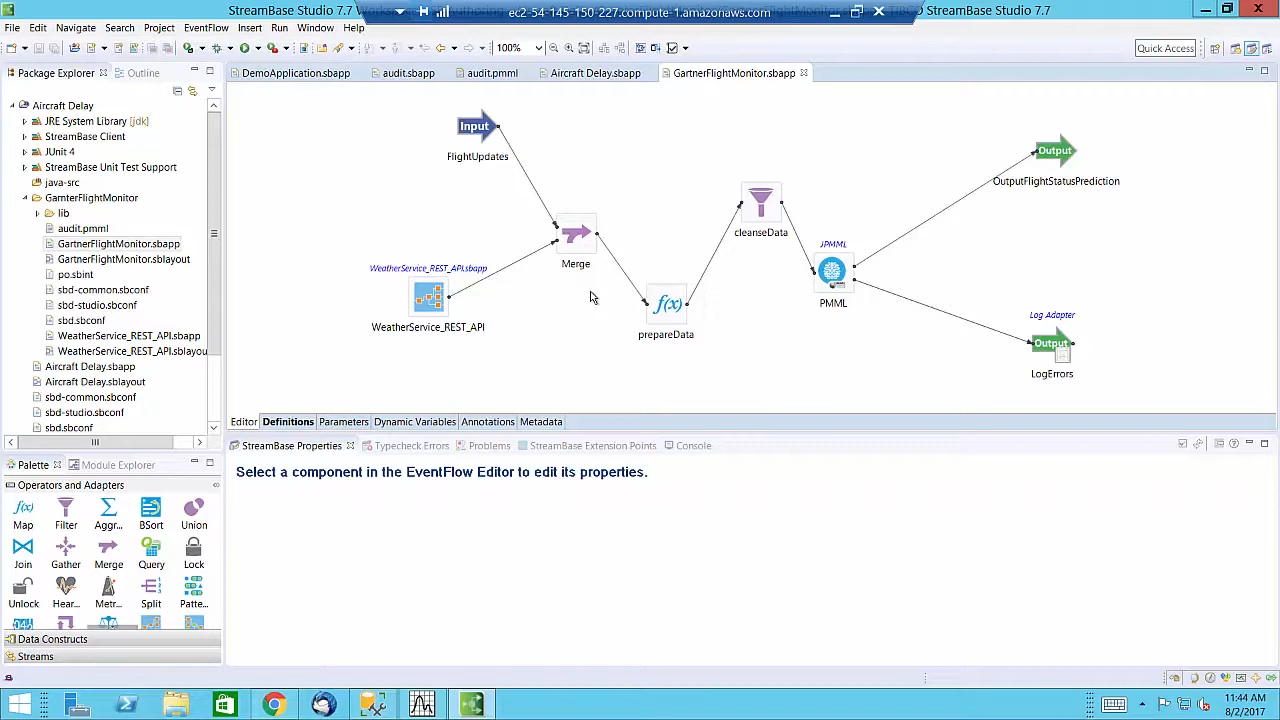 StreamBase Studio 7.7
ec2-54-145-150-227.compute-1.amazonaws.com
StreamBase Studio 7.7
File Edit Navigate Search Project EventFlow Insert Run Window Help
100%
Quick Access
Package Explorer
Outline
DemoApplication.sbapp
audit.sbapp
audit.pmml
Aircraft Delay.sbapp
GartnerFlightMonitor.sbapp
Aircraft Delay
JRE System Library [jdk]
StreamBase Client
JUnit 4
StreamBase Unit Test Support
java-src
GarnterFlightMonitor
lib
audit.pmml
GartnerFlightMonitor.sbapp
GartnerFlightMonitor.sblayout
po.sbint
sbd-common.sbconf
sbd-studio.sbconf
sbd.sbconf
WeatherService_REST_API.sbapp
WeatherService_REST_API.sblayou
Aircraft Delay.sbapp
Aircraft Delay.sblayout
sbd-common.sbconf
sbd-studio.sbconf
sbd.sbconf
Input
FlightUpdates
WeatherService_REST_API.sbapp
WeatherService_REST_API
Merge
f(x)
prepareData
cleanseData
JPMML
PMML
Output
OutputFlightStatusPrediction
Log Adapter
Output
LogErrors
Editor Definitions Parameters Dynamic Variables Annotations Metadata
StreamBase Properties
Typecheck Errors
Problems
StreamBase Extension Points
Console
Select a component in the EventFlow Editor to edit its properties.
Palette
Module Explorer
Operators and Adapters
f(x)
Map Filter Aggr... BSort Union
Join Gather Merge Query Lock
Unlock Hear... Metr... Split Patte...
Data Constructs
Streams
11:44 AM
8/2/2017